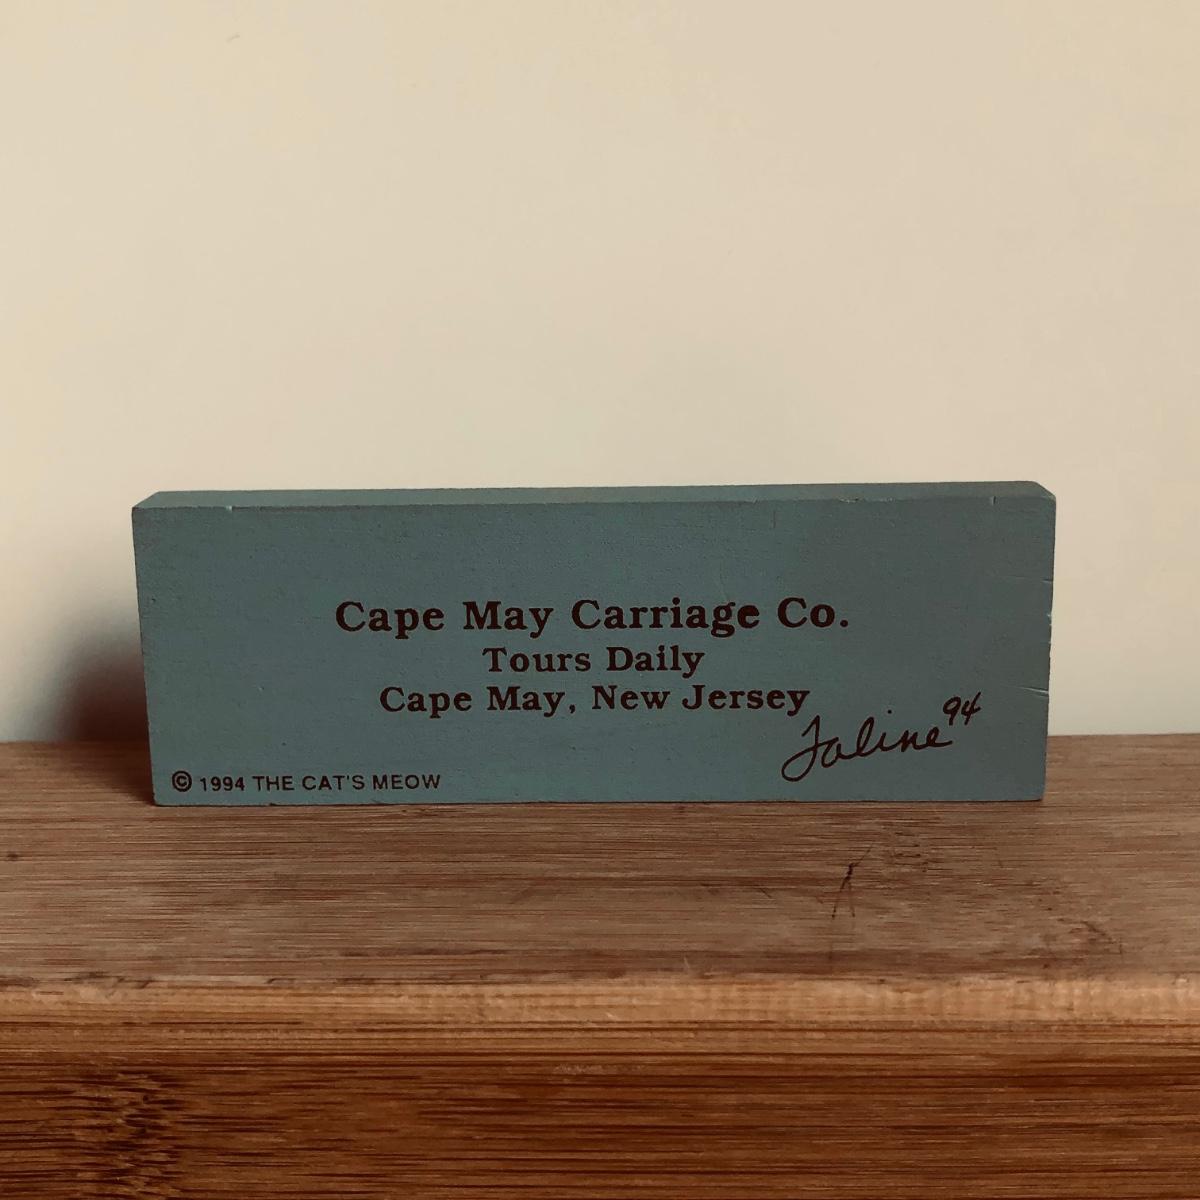 Cape May Carriage Co.
Tours Daily
Cape May, New Jersey
Faline 94
© 1994 THE CAT'S MEOW